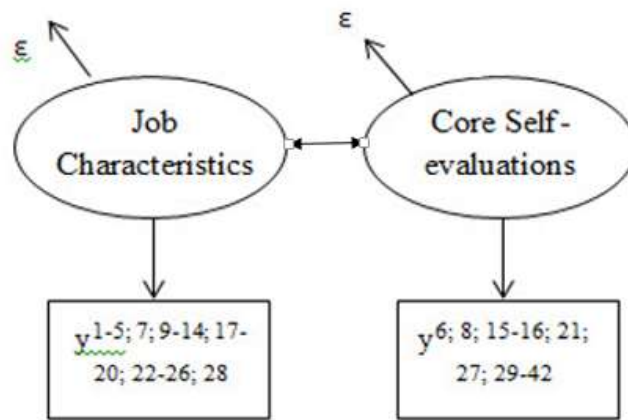 ε
ε
Job
Characteristics
Core Self-
evaluations
y1-5; 7; 9-14; 17-
20; 22-26; 28
y6; 8; 15-16; 21;
27; 29-42